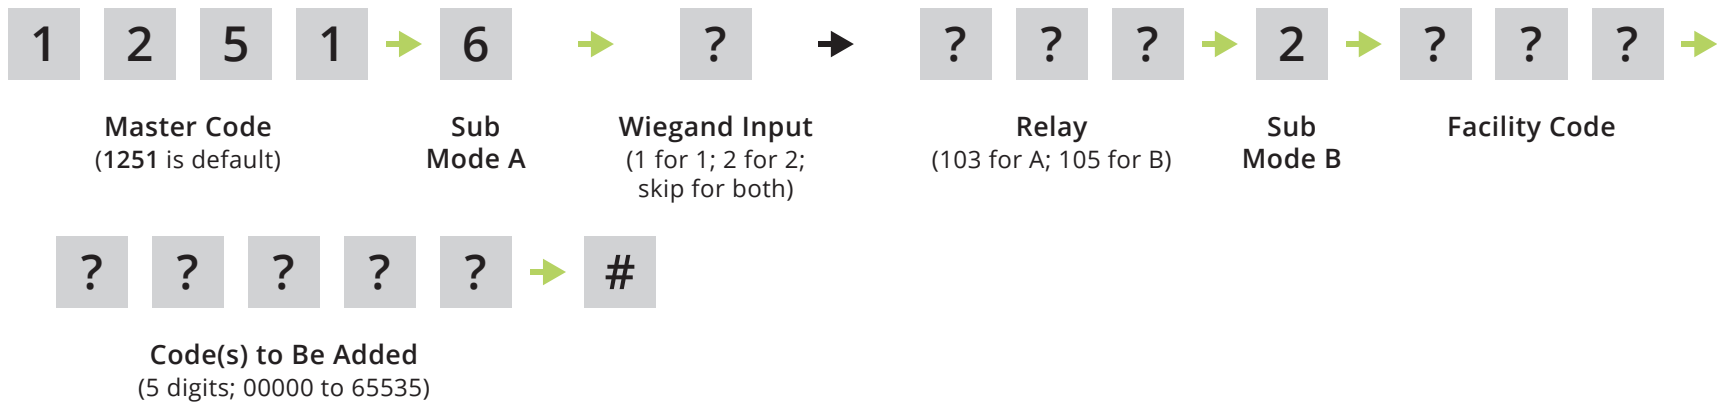 1 2 5 1 6 ? ? ? ? 2 ? ? ?
Master Code Sub Wiegand Input Relay Sub Facility Code
(1251 is default) Mode A (1 for 1; 2 for 2; (103 for A; 105 for B) Mode B
skip for both)
? ? ? ? ? #
Code(s) to Be Added
(5 digits; 00000 to 65535)